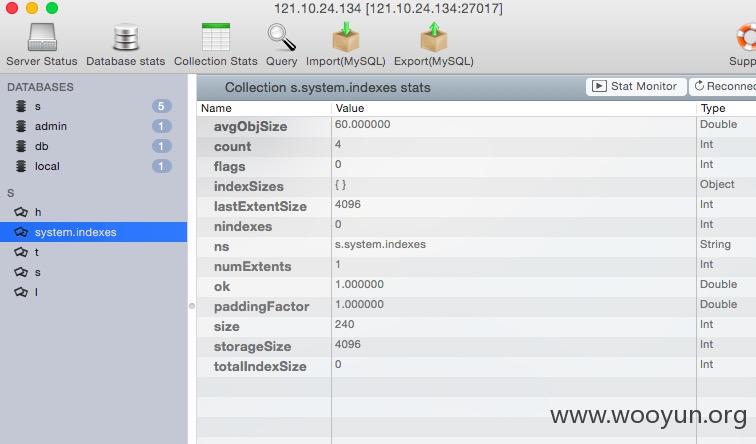 121.10.24.134 [121.10.24.134:27017]
Server Status Database stats Collection Stats Query Import(MySQL) Export(MySQL)
DATABASES
s 5
admin 1
db 1
local 1
S
h
system.indexes
t
s
l
Collection s.system.indexes stats
Stat Monitor
Name Value Type
avgObjSize 60.000000 Double
count 4 Int
flags 0 Int
indexSizes { } Object
lastExtentSize 4096 Int
nindexes 0 Int
ns s.system.indexes String
numExtents 1 Int
ok 1.000000 Double
paddingFactor 1.000000 Double
size 240 Int
storageSize 4096 Int
totalIndexSize 0 Int
www.wooyun.org